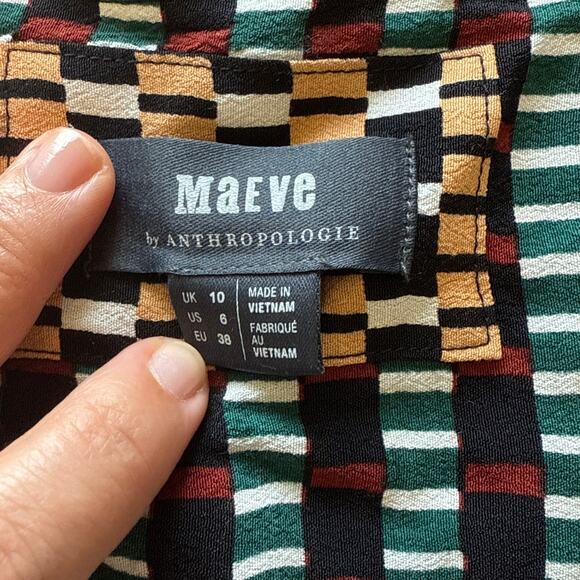 MaEve
by ANTHROPOLOGIE
UK 10
US 6
EU 38
MADE IN
VIETNAM
FABRIQUÉ
AU
VIETNAM